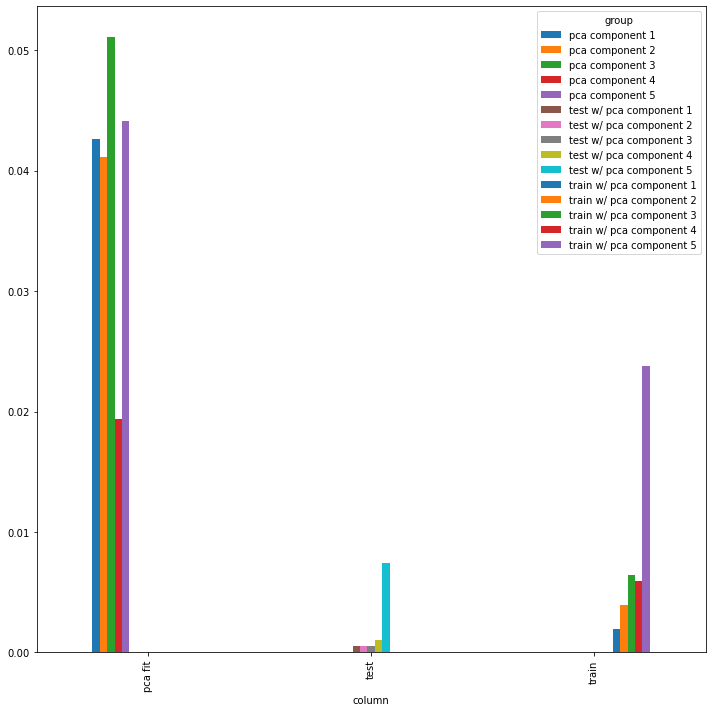 group
pca component 1
pca component 2
pca component 3
pca component 4
pca component 5
test w/ pca component 1
test w/ pca component 2
test w/ pca component 3
test w/ pca component 4
test w/ pca component 5
train w/ pca component 1
train w/ pca component 2
train w/ pca component 3
train w/ pca component 4
train w/ pca component 5
0.05
0.04
0.03
0.02
0.01
0.00
pca fit
test
train
column